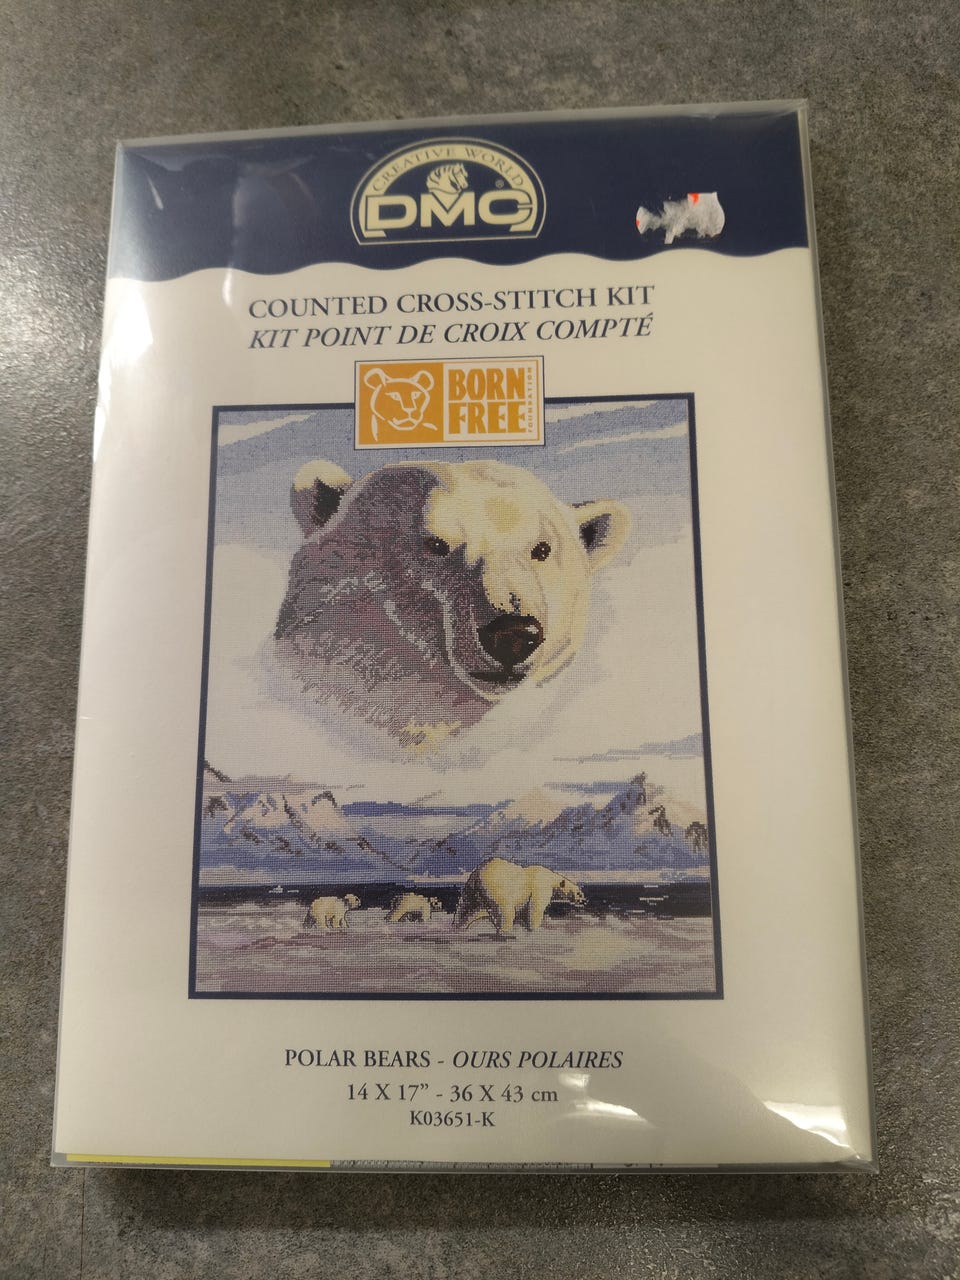 CREATIVE WORLD
DMC®
COUNTED CROSS-STITCH KIT
KIT POINT DE CROIX COMPTÉ
BORN
FREE
FOUNDATION
POLAR BEARS - OURS POLAIRES
14 X 17” - 36 X 43 cm
K03651-K